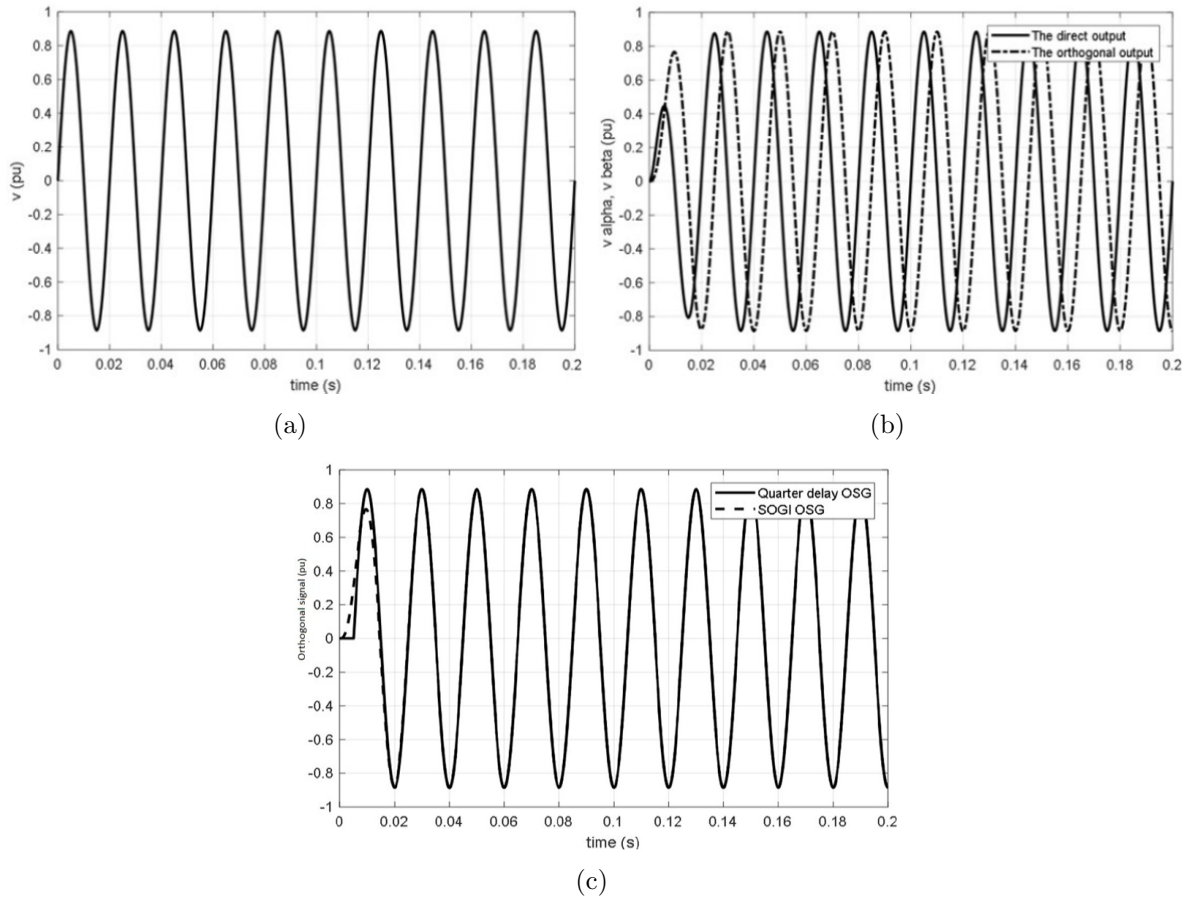 1
0.8
0.6
0.4
0.2
0
-0.2
-0.4
-0.6
-0.8
-1
v (pu)
0 0.02 0.04 0.06 0.08 0.1 0.12 0.14 0.16 0.18 0.2
time (s)
(a)
1
0.8
0.6
0.4
0.2
0
-0.2
-0.4
-0.6
-0.8
-1
v alpha, v beta (pu)
The direct output
The orthogonal output
0 0.02 0.04 0.06 0.08 0.1 0.12 0.14 0.16 0.18 0.2
time (s)
(b)
1
0.8
0.6
0.4
0.2
0
-0.2
-0.4
-0.6
-0.8
-1
Orthogonal signal (pu)
Quarter delay OSG
SOGI OSG
0 0.02 0.04 0.06 0.08 0.1 0.12 0.14 0.16 0.18 0.2
time (s)
(c)